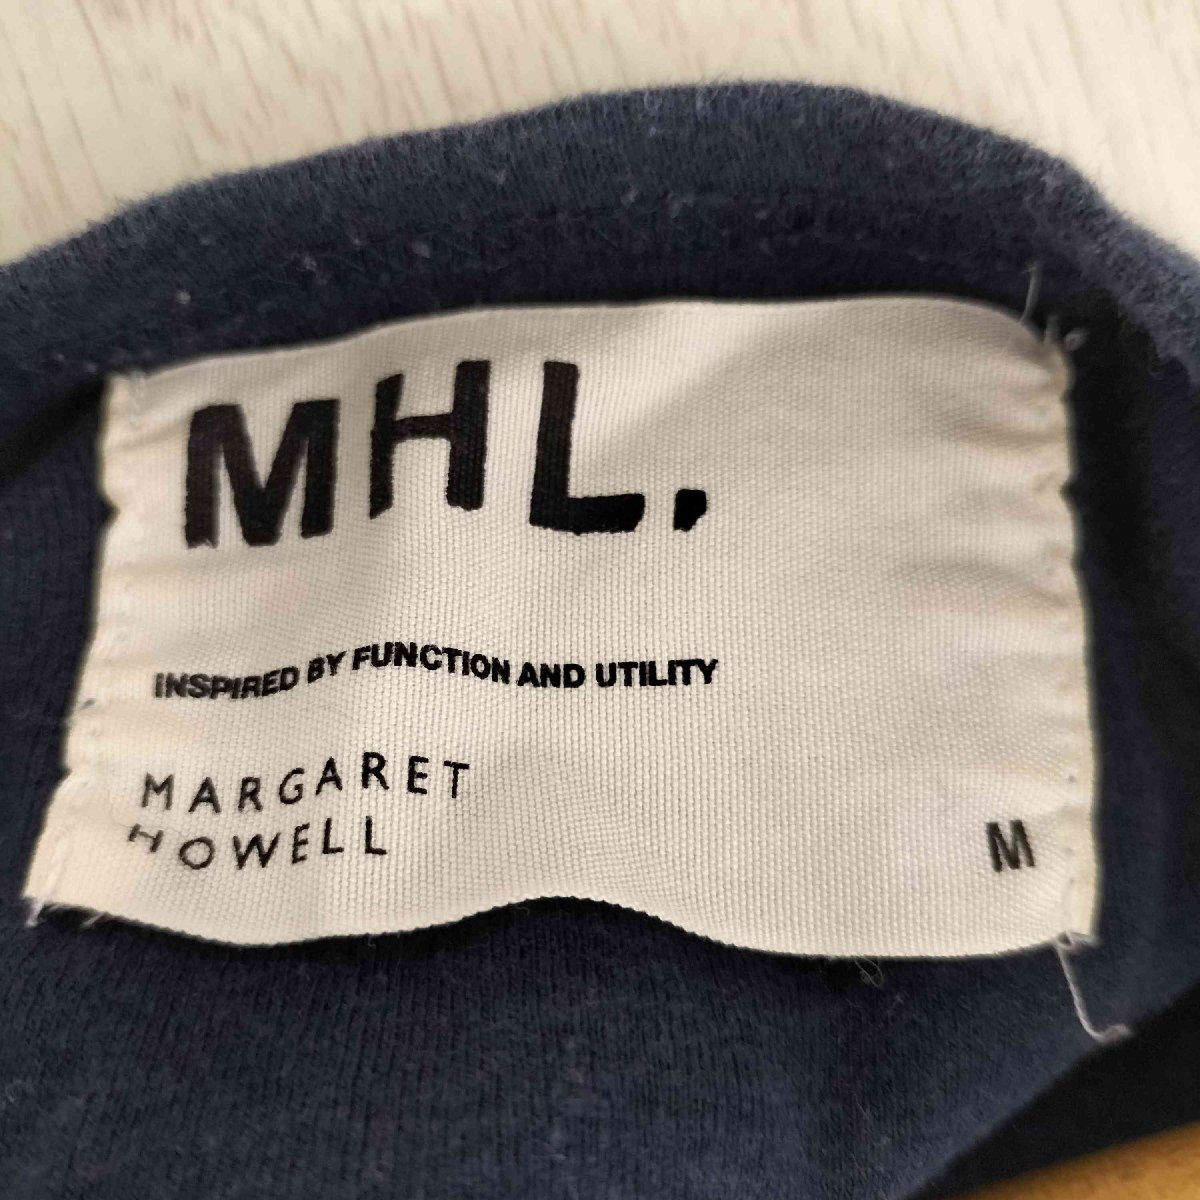 MHL.
INSPIRED BY FUNCTION AND UTILITY
MARGARET
HOWELL
M